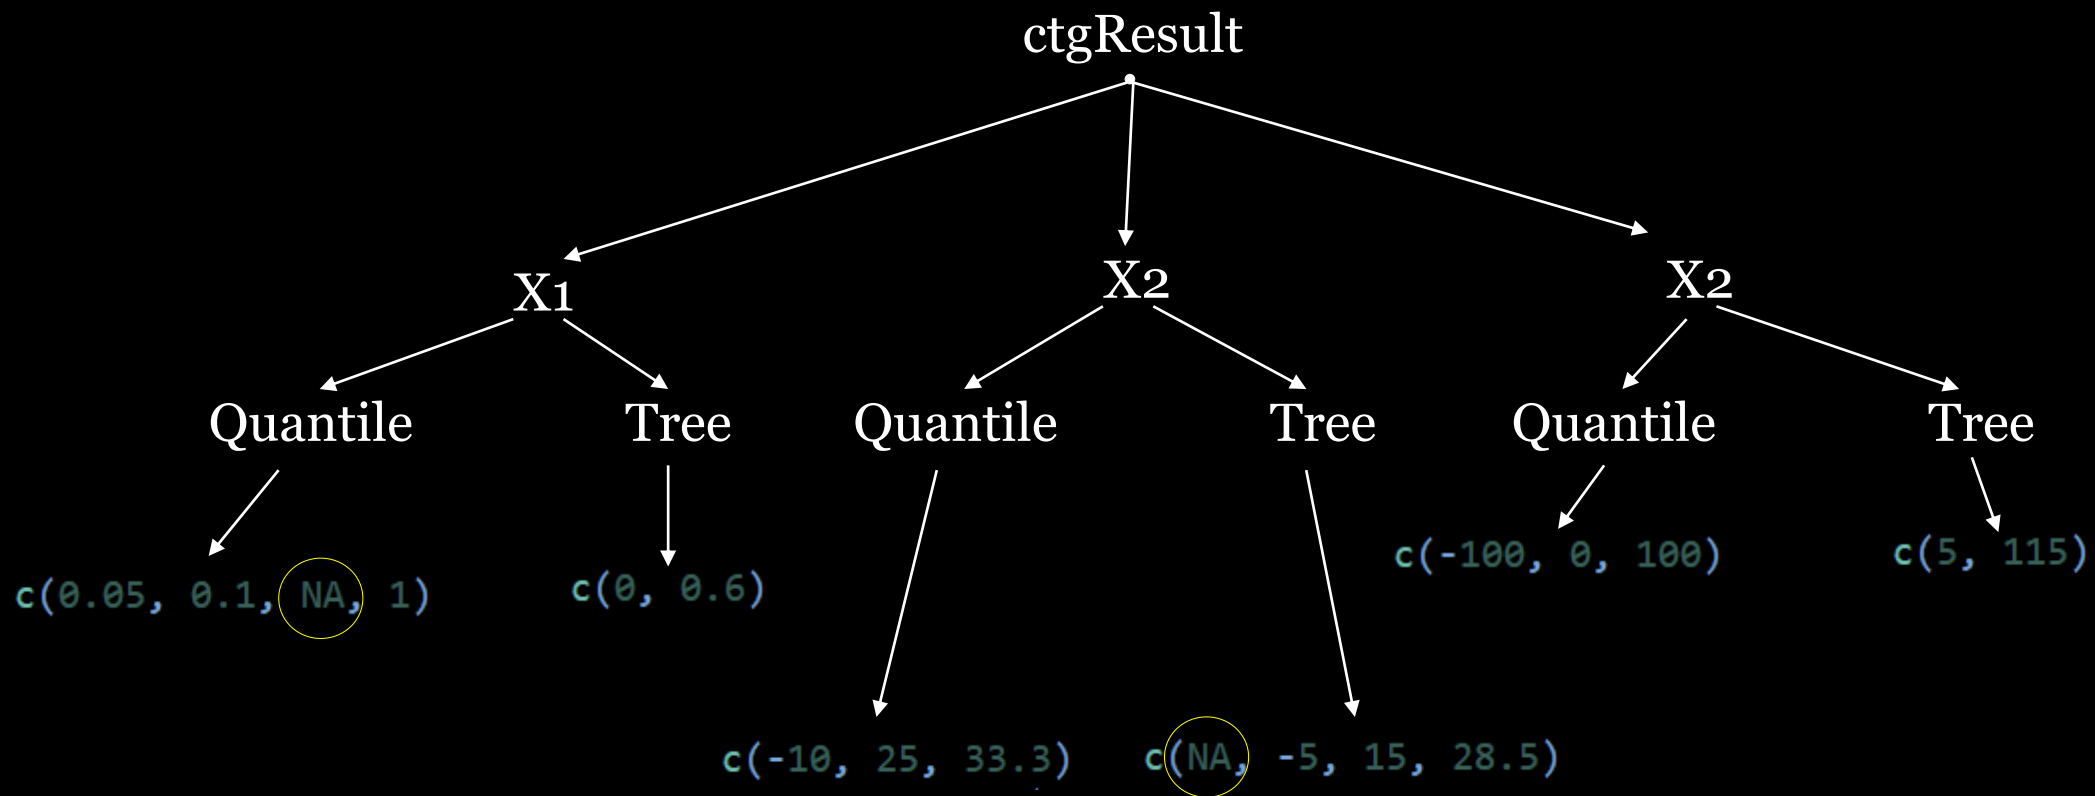 ctgResult
X1
X2
X2
Quantile
Tree
Quantile
Tree
Quantile
Tree
c(0.05, 0.1, NA, 1)
c(0, 0.6)
c(-100, 0, 100)
c(5, 115)
c(-10, 25, 33.3)
c(NA, -5, 15, 28.5)